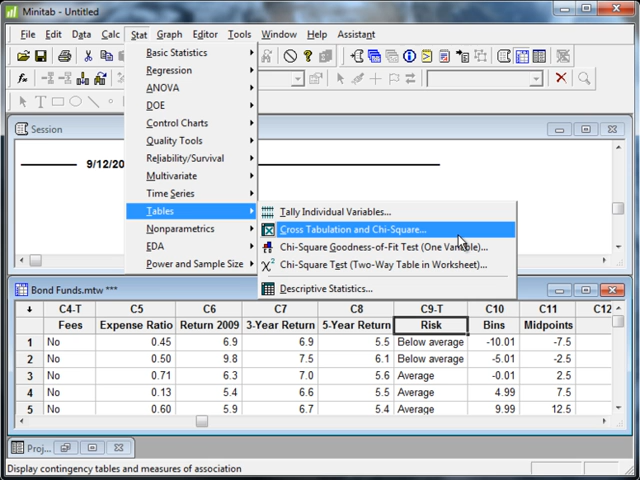 Minitab - Untitled
File Edit Data Calc Stat Graph Editor Tools Window Help Assistant
Basic Statistics
Regression
ANOVA
DOE
Control Charts
Quality Tools
Reliability/Survival
Multivariate
Time Series
Tables
Nonparametrics
EDA
Power and Sample Size
Tally Individual Variables...
Cross Tabulation and Chi-Square...
Chi-Square Goodness-of-Fit Test (One Variable)...
Chi-Square Test (Two-Way Table in Worksheet)...
Descriptive Statistics...
Session
9/12/20
Bond Funds.mtw ***
C4-T C5 C6 C7 C8 C9-T C10 C11 C12
Fees Expense Ratio Return 2009 3-Year Return 5-Year Return Risk Bins Midpoints
1 No 0.45 6.9 6.9 5.5 Below average -10.01 -7.5
2 No 0.50 9.8 7.5 6.1 Below average -5.01 -2.5
3 No 0.71 6.3 7.0 5.6 Average -0.01 2.5
4 No 0.13 5.4 6.6 5.5 Average 4.99 7.5
5 No 0.60 5.9 6.7 5.4 Average 9.99 12.5
Proj...
Display contingency tables and measures of association